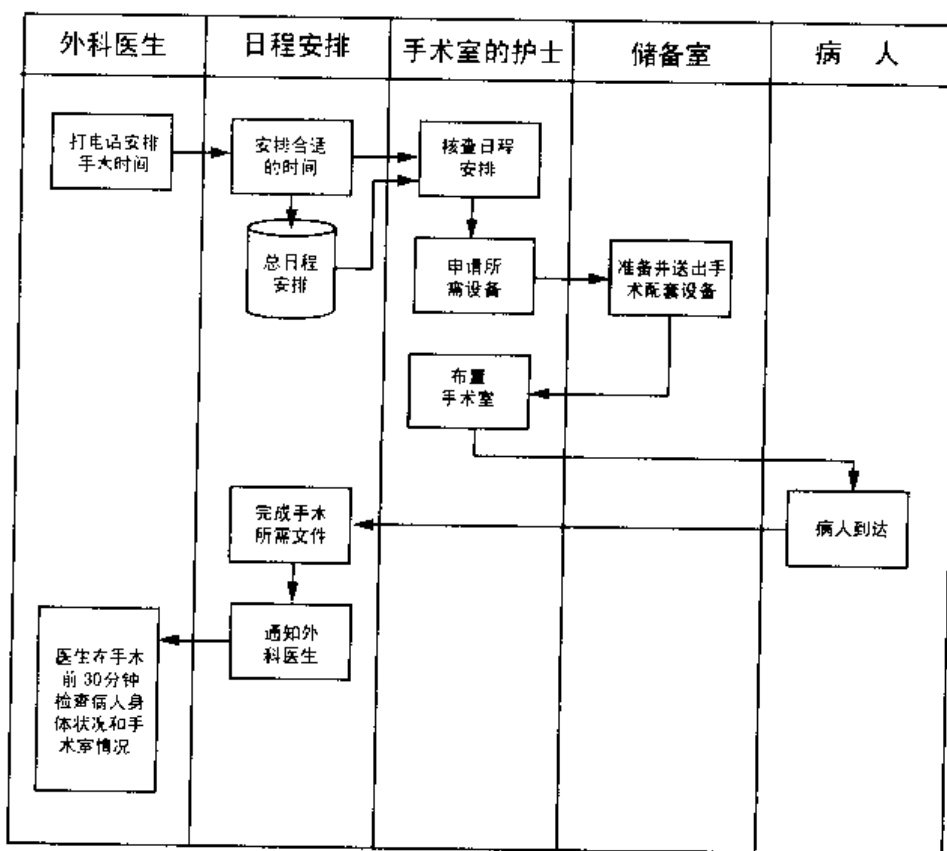 外科医生
日程安排
手术室的护士
储备室
病 人
打电话安排
手术时间
安排合适
的时间
核查日程
安排
总日程
安排
申请所
需设备
准备并送出手
术配套设备
布置
手术室
病人到达
完成手术
所需文件
通知外
科医生
医生在手术
前30分钟
检查病人身
体状况和手
术室情况